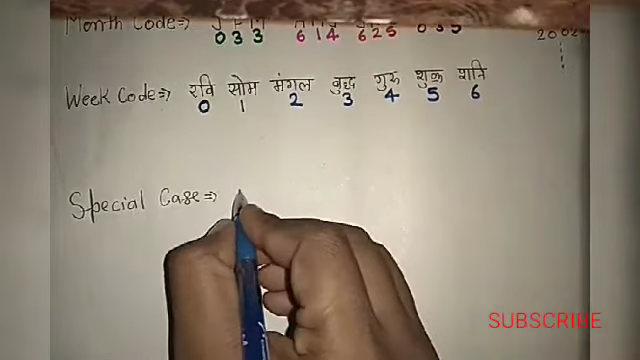 Month Code ⇒
0 3 3 6 1 4 6 2 5 0 3 5
2002
Week Code ⇒ रवि सोम मंगल बुद्ध गुरु शुक्र शनि
0 1 2 3 4 5 6
Special Case ⇒
SUBSCRIBE